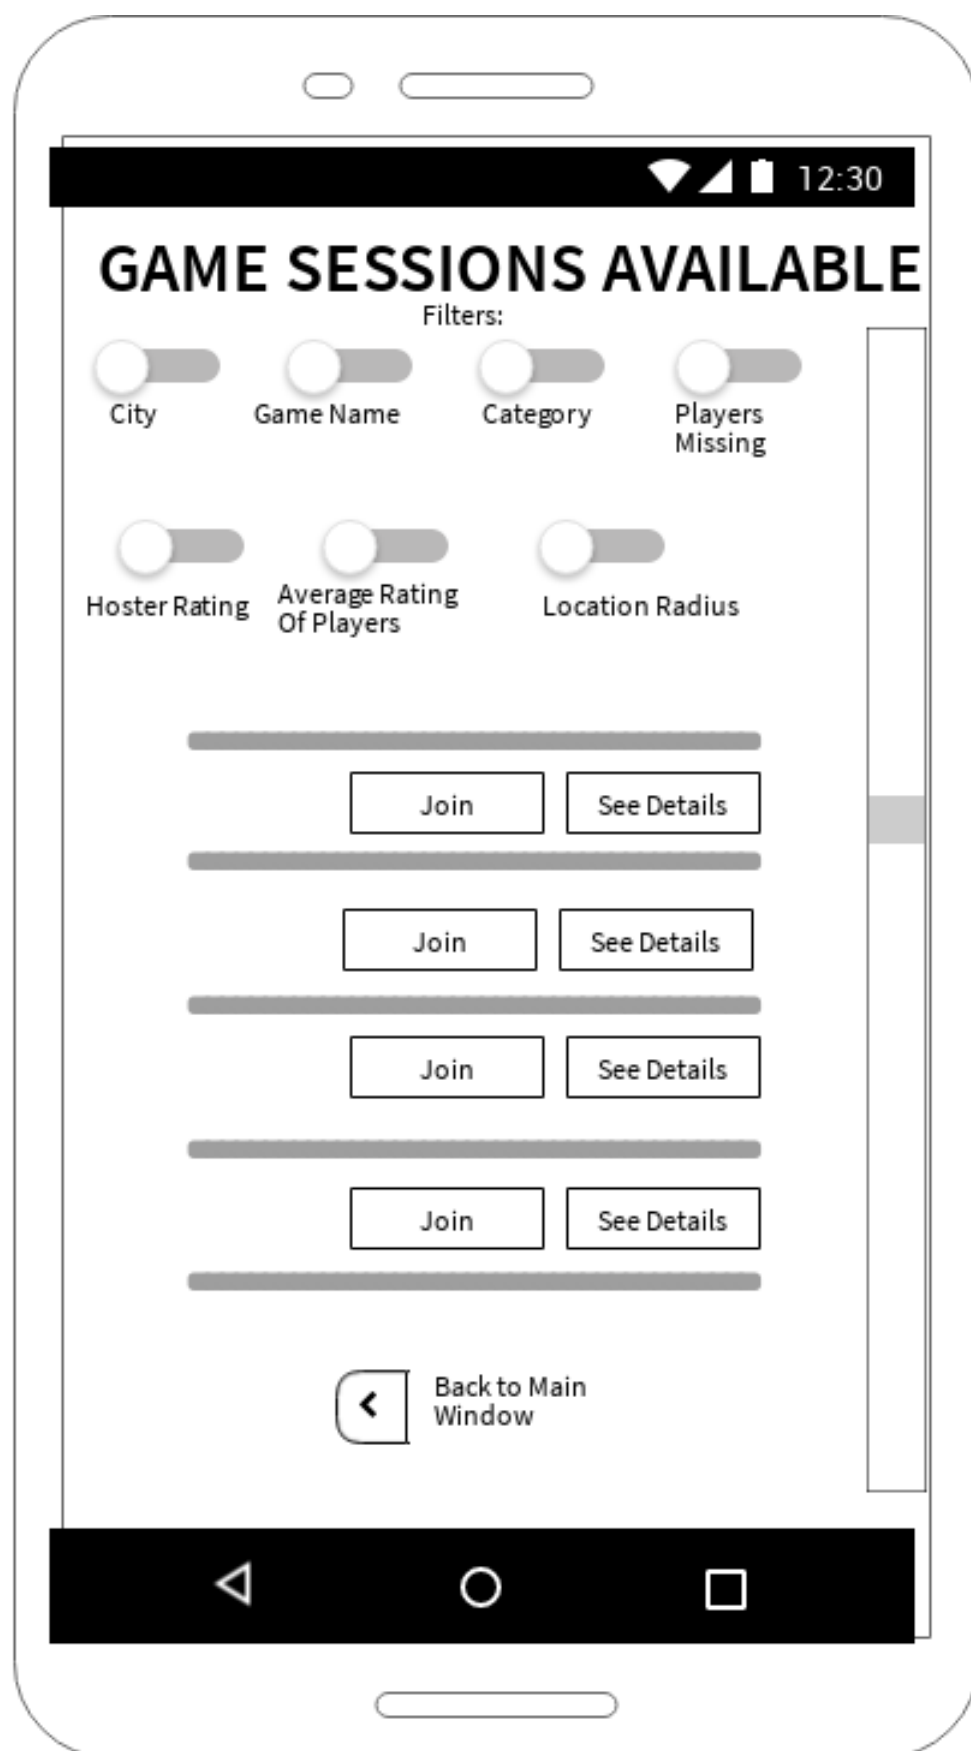 12:30
GAME SESSIONS AVAILABLE
Filters:
City
Game Name
Category
Players
Missing
Hoster Rating
Average Rating
Of Players
Location Radius
Join
See Details
Join
See Details
Join
See Details
Join
See Details
Back to Main
Window